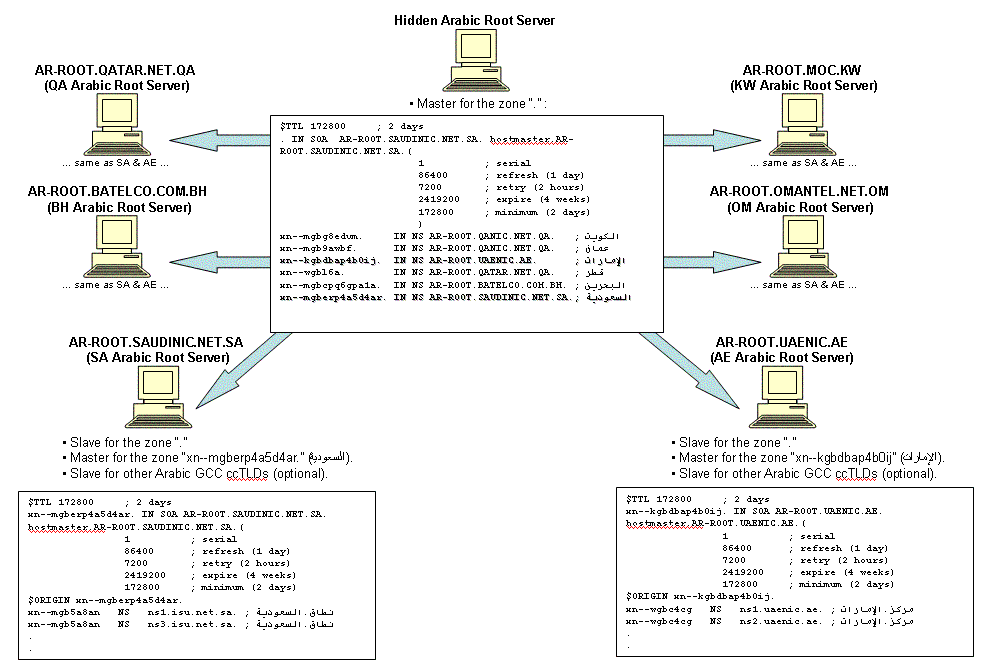 Hidden Arabic Root Server
AR-ROOT.QATAR.NET.QA
(QA Arabic Root Server)
... same as SA & AE ...
AR-ROOT.MOC.KW
(KW Arabic Root Server)
... same as SA & AE ...
AR-ROOT.BATELCO.COM.BH
(BH Arabic Root Server)
... same as SA & AE ...
AR-ROOT.OMANTEL.NET.OM
(OM Arabic Root Server)
... same as SA & AE ...
▪ Master for the zone ".":
$TTL 172800 ; 2 days
. IN SOA AR-ROOT.SAUDINIC.NET.SA. hostmaster.AR-
ROOT.SAUDINIC.NET.SA. (
1 ; serial
86400 ; refresh (1 day)
7200 ; retry (2 hours)
2419200 ; expire (4 weeks)
172800 ; minimum (2 days)
)
xn--mgbg8edvm. IN NS AR-ROOT.QANIC.NET.QA. ; الكويت
xn--mgb9awbf. IN NS AR-ROOT.QANIC.NET.QA. ; عمان
xn--kgbdbap4b0ij. IN NS AR-ROOT.UAENIC.AE. ; الإمارات
xn--wgbl6a. IN NS AR-ROOT.QATAR.NET.QA. ; قطر
xn--mgbcpq6gpa1a. IN NS AR-ROOT.BATELCO.COM.BH. ; البحرين
xn--mgberp4a5d4ar. IN NS AR-ROOT.SAUDINIC.NET.SA. ; السعودية
AR-ROOT.SAUDINIC.NET.SA
(SA Arabic Root Server)
▪ Slave for the zone "."
▪ Master for the zone "xn--mgberp4a5d4ar." (السعودية).
▪ Slave for other Arabic GCC ccTLDs (optional).
$TTL 172800 ; 2 days
xn--mgberp4a5d4ar. IN SOA AR-ROOT.SAUDINIC.NET.SA.
hostmaster.AR-ROOT.SAUDINIC.NET.SA. (
1 ; serial
86400 ; refresh (1 day)
7200 ; retry (2 hours)
2419200 ; expire (4 weeks)
172800 ; minimum (2 days)
$ORIGIN xn--mgberp4a5d4ar.
xn--mgb5a8an NS ns1.isu.net.sa. ; نطاق.السعودية
xn--mgb5a8an NS ns3.isu.net.sa. ; نطاق.السعودية
.
.
AR-ROOT.UAENIC.AE
(AE Arabic Root Server)
▪ Slave for the zone "."
▪ Master for the zone "xn--kgbdbap4b0ij" (الإمارات).
▪ Slave for other Arabic GCC ccTLDs (optional).
$TTL 172800 ; 2 days
xn--kgbdbap4b0ij. IN SOA AR-ROOT.UAENIC.AE.
hostmaster.AR-ROOT.UAENIC.AE. (
1 ; serial
86400 ; refresh (1 day)
7200 ; retry (2 hours)
2419200 ; expire (4 weeks)
172800 ; minimum (2 days)
$ORIGIN xn--kgbdbap4b0ij.
xn--wgbc4cg NS ns1.uaenic.ae. ; مركز.الإمارات
xn--wgbc4cg NS ns2.uaenic.ae. ; مركز.الإمارات
.
.